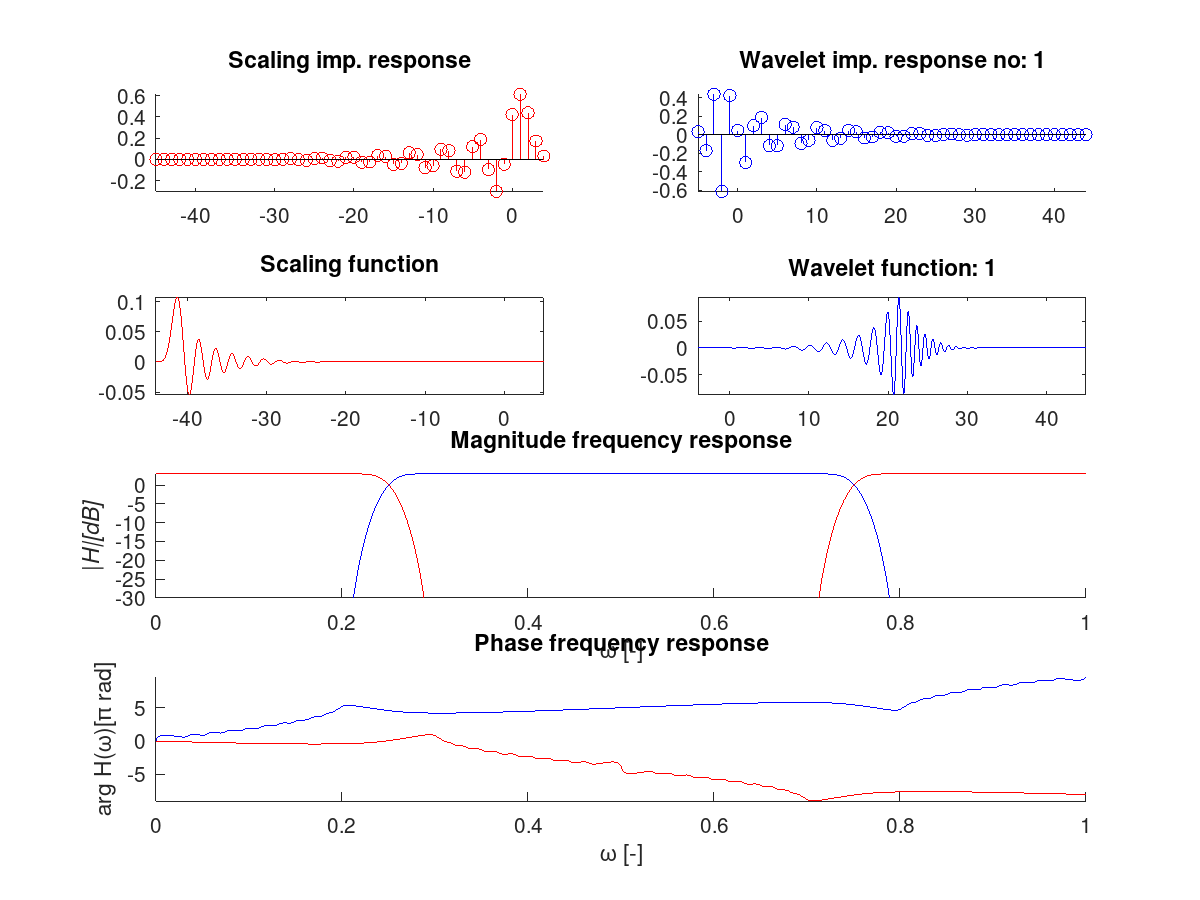 Scaling imp. response
Wavelet imp. response no: 1
0.6
0.4
0.2
0
-0.2
-40 -30 -20 -10 0
0.4
0.2
0
-0.2
-0.4
-0.6
0 10 20 30 40
Scaling function
Wavelet function: 1
0.1
0.05
0
-0.05
-40 -30 -20 -10 0
0.05
0
-0.05
0 10 20 30 40
Magnitude frequency response
|H|[dB]
0
-5
-10
-15
-20
-25
-30
0 0.2 0.4 0.6 0.8 1
ω [-]
Phase frequency response
arg H(ω)[π rad]
5
0
-5
0 0.2 0.4 0.6 0.8 1
ω [-]